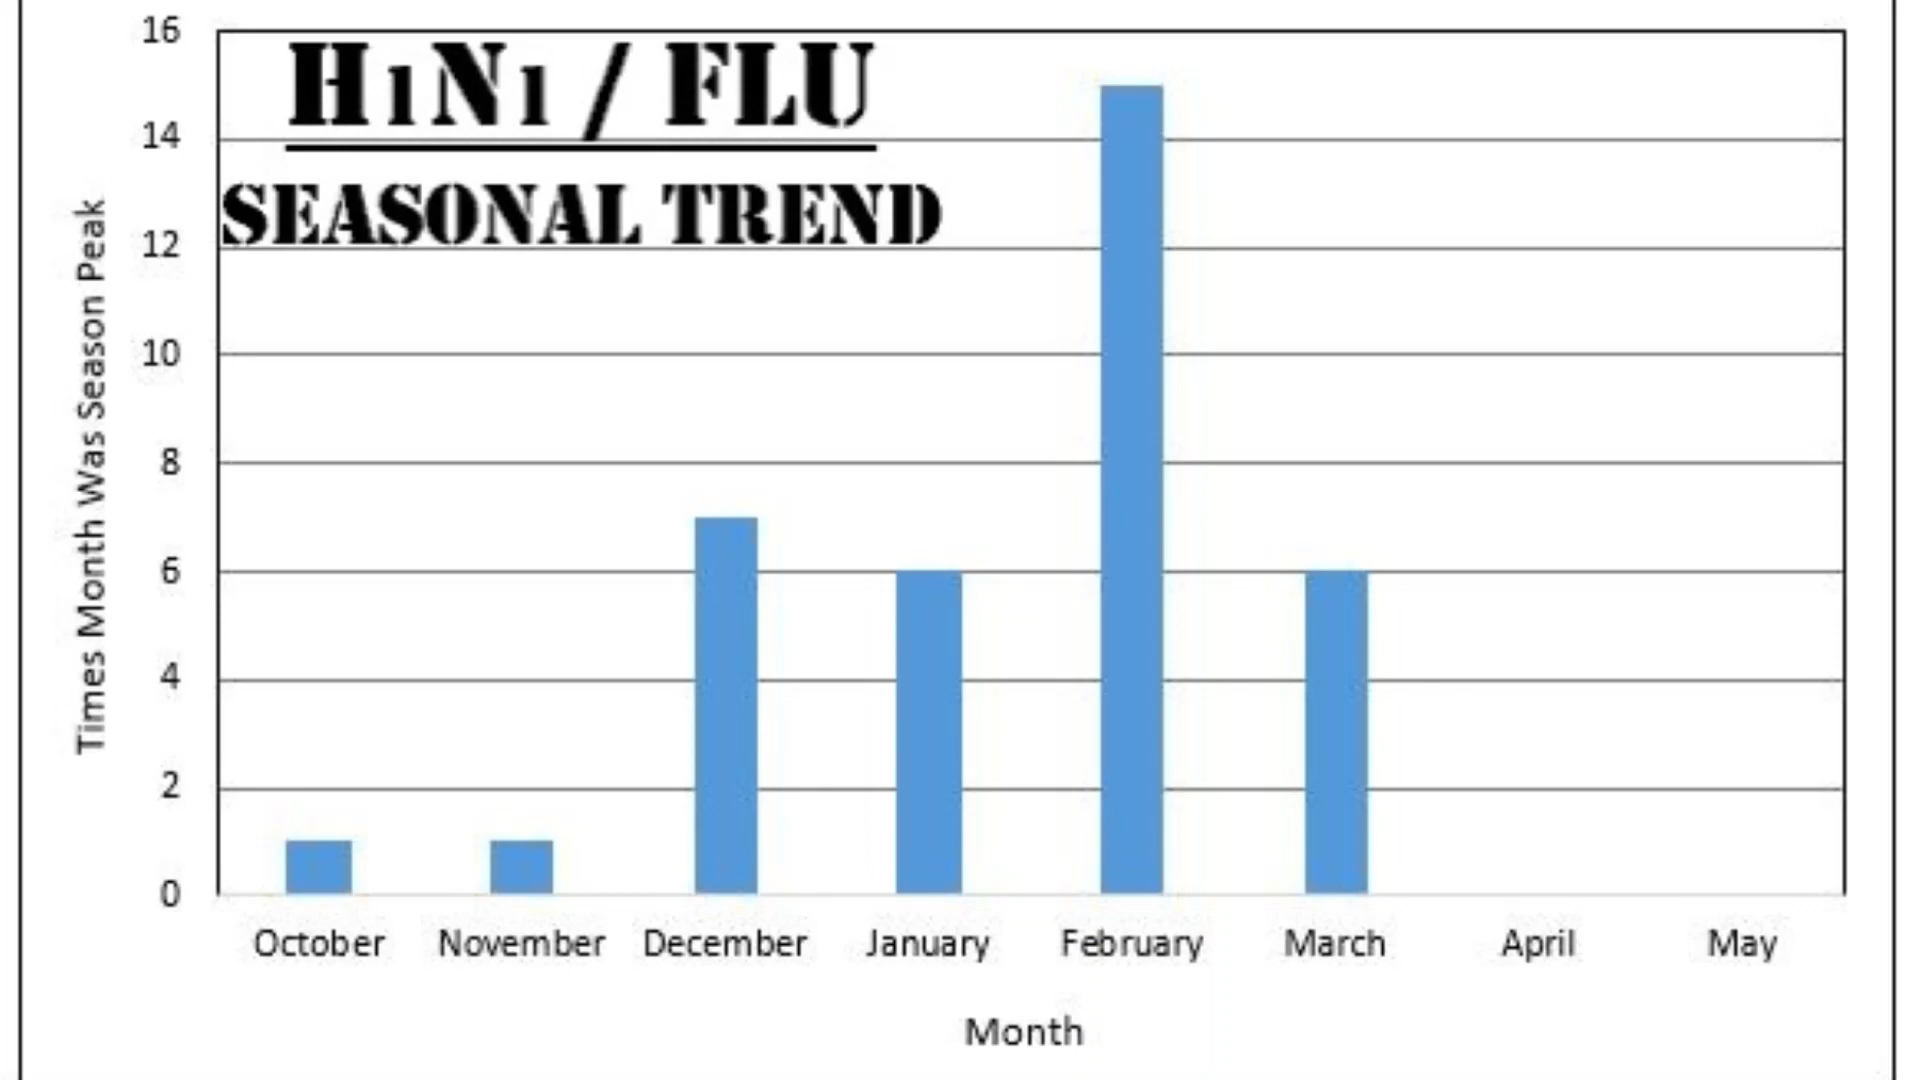 H1N1 / FLU
SEASONAL TREND
Times Month Was Season Peak
16
14
12
10
8
6
4
2
0
October November December January February March April May
Month